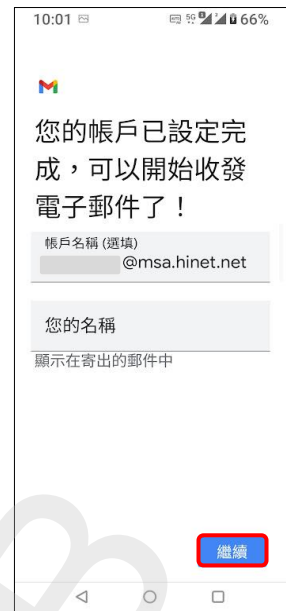 10:01 5G 66%
您的帳戶已設定完
成，可以開始收發
電子郵件了！
帳戶名稱 (選填)
@msa.hinet.net
您的名稱
顯示在寄出的郵件中
繼續